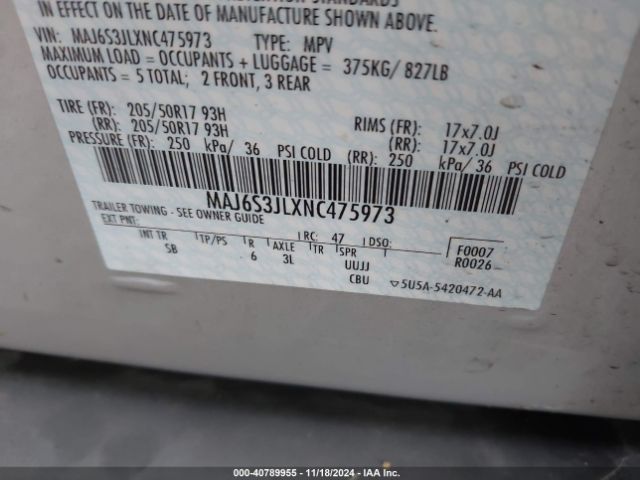 IN EFFECT ON THE DATE OF MANUFACTURE SHOWN ABOVE.
VIN: MAJ6S3JLXNC475973 TYPE: MPV
MAXIMUM LOAD = OCCUPANTS + LUGGAGE = 375KG/ 827LB
OCCUPANTS = 5 TOTAL; 2 FRONT, 3 REAR
TIRE (FR): 205/50R17 93H RIMS (FR): 17x7.0J
(RR): 205/50R17 93H (RR): 17x7.0J
PRESSURE (FR): 250 kPa/ 36 PSI COLD (RR): 250 kPa/ 36 PSI COLD
MAJ6S3JLXNC475973
TRAILER TOWING - SEE OWNER GUIDE
EXT PNT: RC: 47 DSO: F0007
INT TR TP/PS R AXLE TR SPR R0026
5B 6 3L UUJJ
CBU 5U5A-5420472-AA
000-40789955 - 11/18/2024 - IAA Inc.